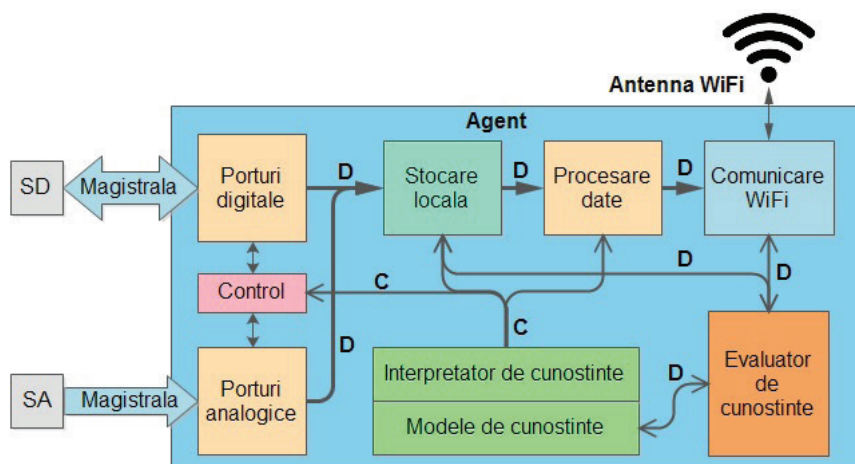 Antenna WiFi
Agent
SD
Magistrala
Porturi
digitale
D
Stocare
locala
D
Procesare
date
D
Comunicare
WiFi
Control
C
D
D
C
D
SA
Magistrala
Porturi
analogice
Interpretator de cunostinte
Modele de cunostinte
D
Evaluator
de
cunostinte